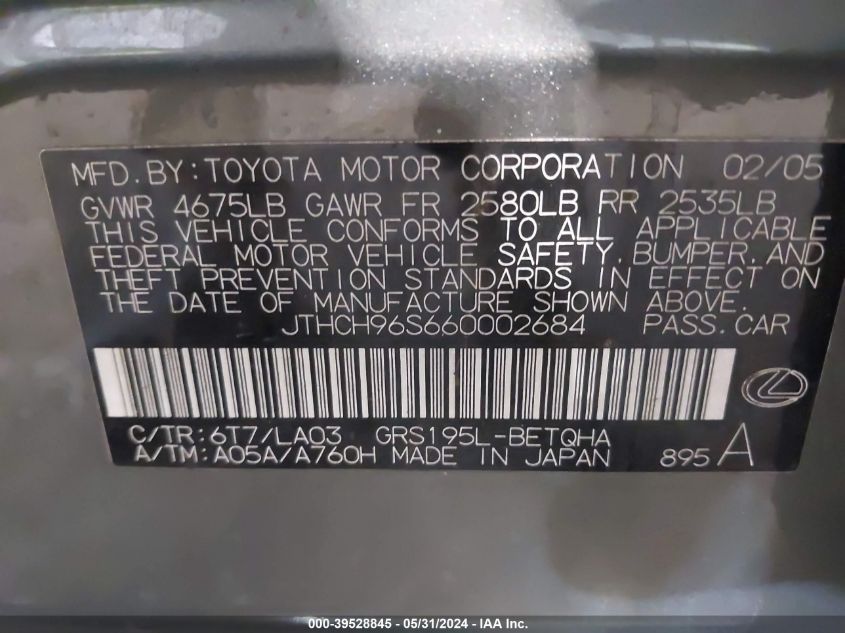 MFD. BY: TOYOTA MOTOR CORPORATION 02/05
GVWR 4675LB GAWR FR 2580LB RR 2535LB
THIS VEHICLE CONFORMS TO ALL APPLICABLE
FEDERAL MOTOR VEHICLE SAFETY, BUMPER, AND
THEFT PREVENTION STANDARDS IN EFFECT ON
THE DATE OF MANUFACTURE SHOWN ABOVE.
JTHCH96S660002684 PASS. CAR
C/TR: 6T7/LA03 GRS195L-BETQHA
A/TM: A05A/A760H MADE IN JAPAN 895 A
000-39528845 - 05/31/2024 - IAA Inc.